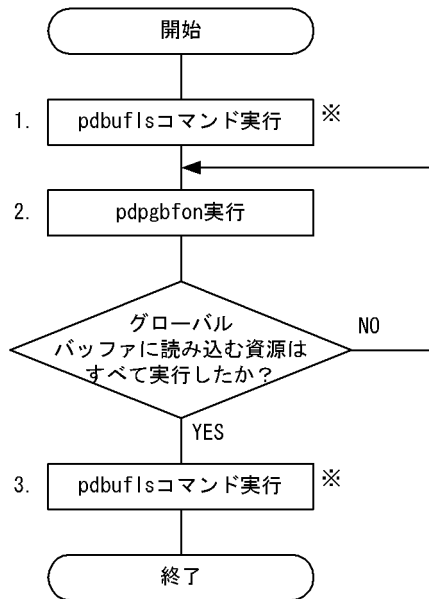 開始
1. pdbuflsコマンド実行 ※
2. pdpgbfon実行
グローバル
バッファに読み込む資源は
すべて実行したか?
NO
YES
3. pdbuflsコマンド実行 ※
終了